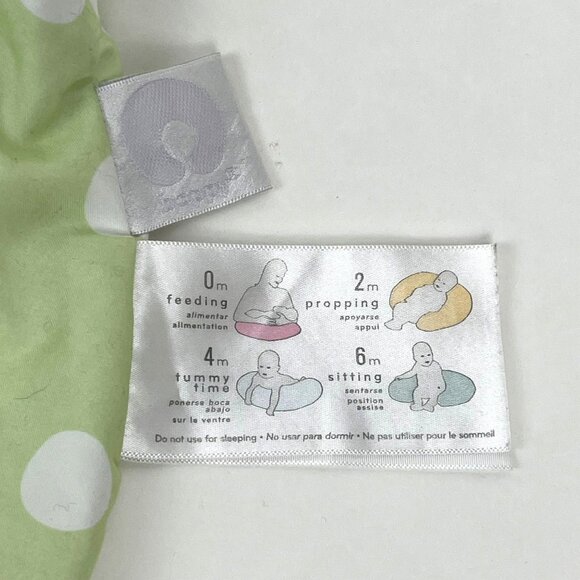 BOPPY
0m
feeding
alimentar
alimentation
2m
propping
apoyarse
appui
4m
tummy
time
ponerse boca
abajo
sur le ventre
6m
sitting
sentarse
position
assise
Do not use for sleeping • No usar para dormir • Ne pas utiliser pour le sommeil